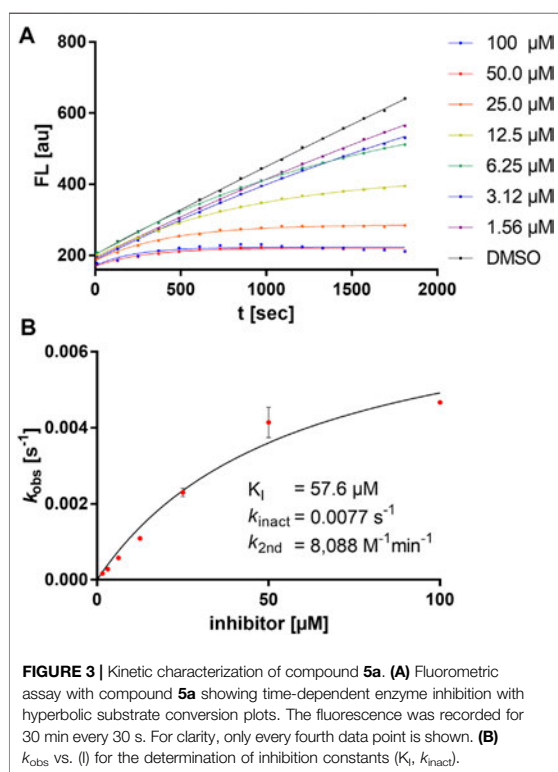 A
800
600
400
200
FL [au]
0
500
1000
1500
2000
t [sec]
100 µM
50.0 µM
25.0 µM
12.5 µM
6.25 µM
3.12 µM
1.56 µM
DMSO
B
0.006
0.004
0.002
0.000
kobs [s-1]
KI = 57.6 µM
kinact = 0.0077 s-1
k2nd = 8,088 M-1min-1
0
50
100
inhibitor [µM]
FIGURE 3 | Kinetic characterization of compound 5a. (A) Fluorometric
assay with compound 5a showing time-dependent enzyme inhibition with
hyperbolic substrate conversion plots. The fluorescence was recorded for
30 min every 30 s. For clarity, only every fourth data point is shown. (B)
kobs vs. (I) for the determination of inhibition constants (KI, kinact).